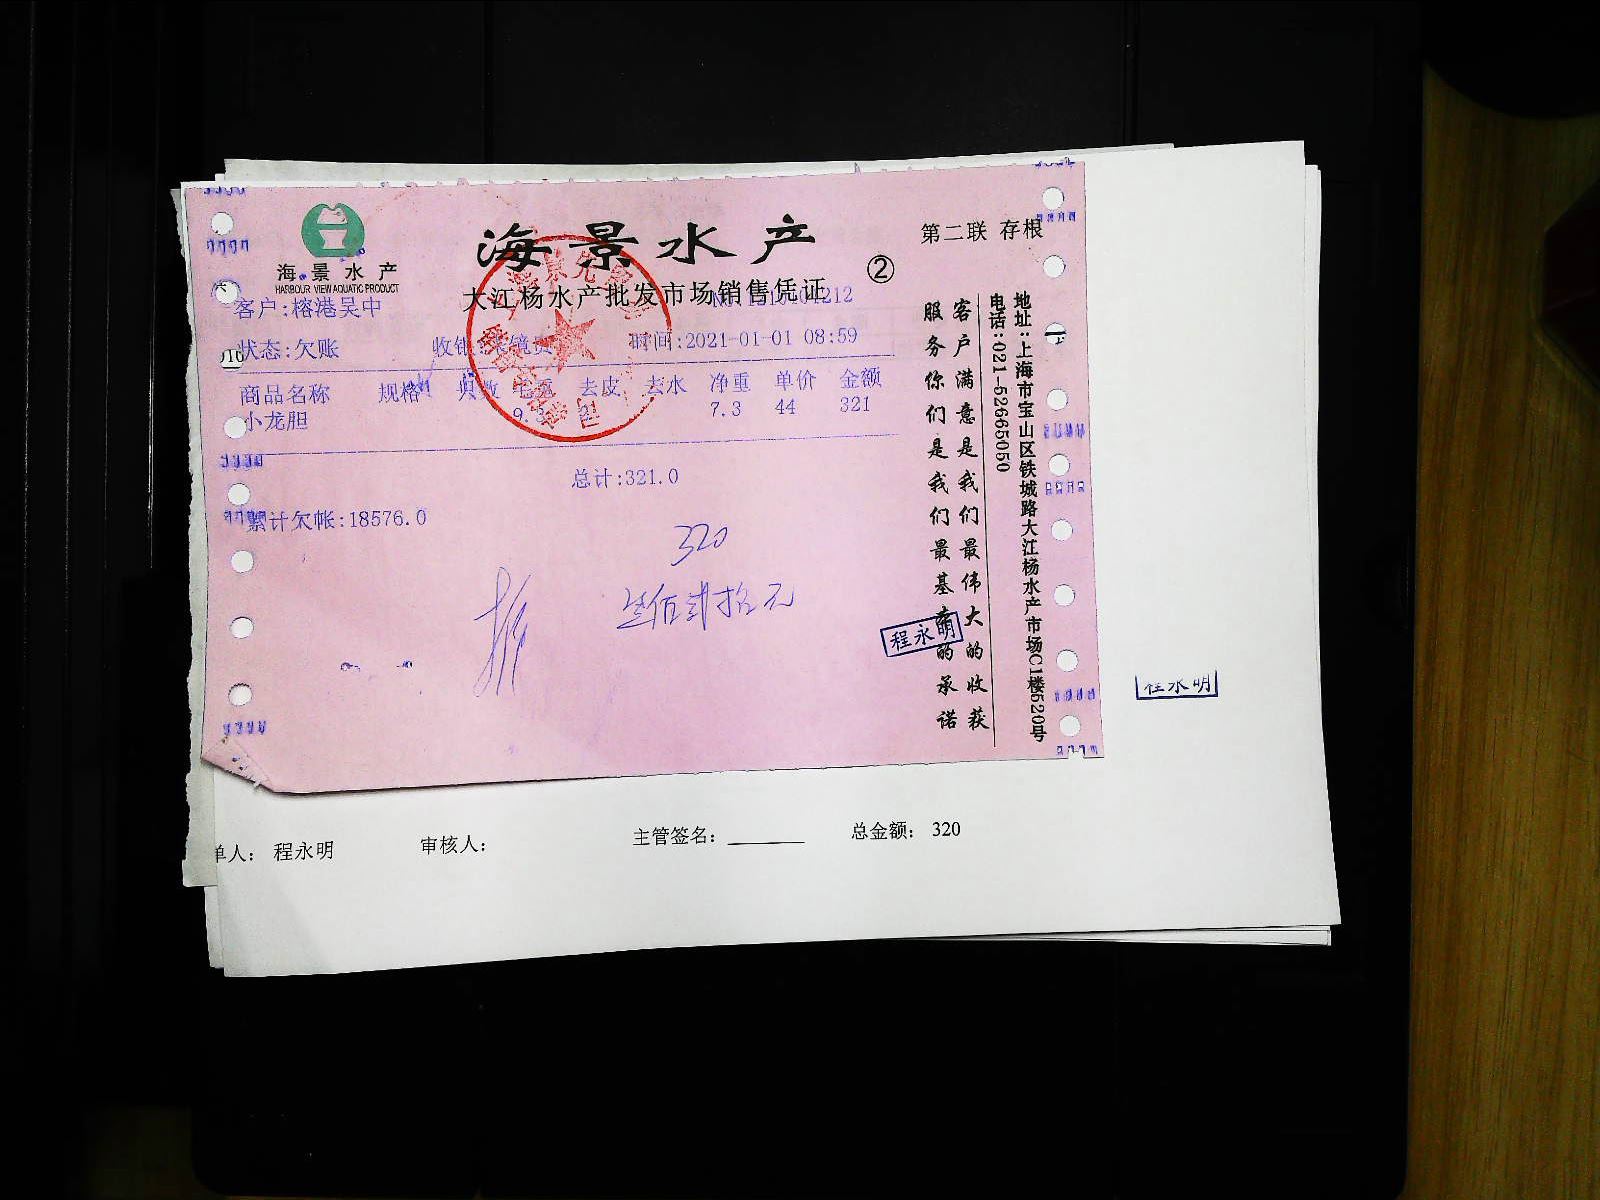 海景水产
第二联 存根
海景水产
HARBOUR VIEW AQUATIC PRODUCT
大江杨水产批发市场销售凭证
②
客户:榕港吴中
状态:欠账
时间:2021-01-01 08:59
商品名称 规格 去皮 去水 净重 单价 金额
小龙胆 7.3 44 321
总计:321.0
累计欠帐:18576.0
320
叁佰贰拾元
客户满意是我们最伟大的收获
服务你们是我们最基 的承诺
地址:上海市宝山区铁城路大江杨水产市场C1楼520号
电话:021-52665050
程永明
程永明
单人: 程永明 审核人: 主管签名: 总金额: 320